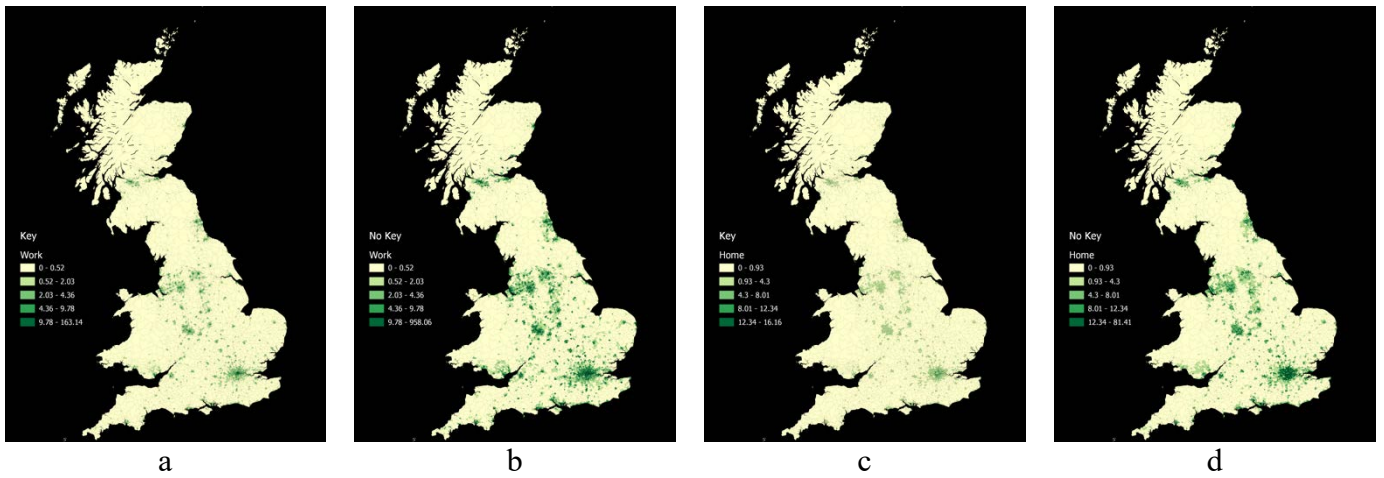 Key
Work
0 - 0.52
0.52 - 2.03
2.03 - 4.36
4.36 - 9.78
9.78 - 163.14
No Key
Work
0 - 0.52
0.52 - 2.03
2.03 - 4.36
4.36 - 9.78
9.78 - 958.06
Key
Home
0 - 0.93
0.93 - 4.3
4.3 - 8.01
8.01 - 12.34
12.34 - 16.16
No Key
Home
0 - 0.93
0.93 - 4.3
4.3 - 8.01
8.01 - 12.34
12.34 - 81.41
a
b
c
d